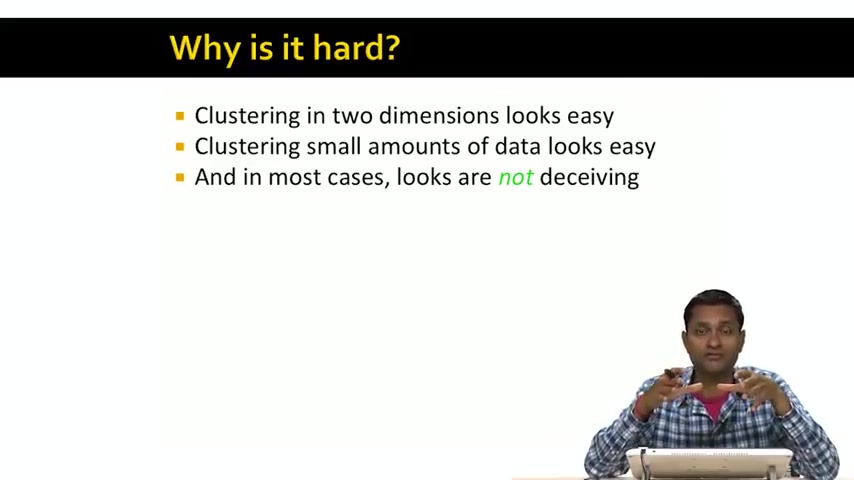 Why is it hard?
Clustering in two dimensions looks easy
Clustering small amounts of data looks easy
And in most cases, looks are not deceiving